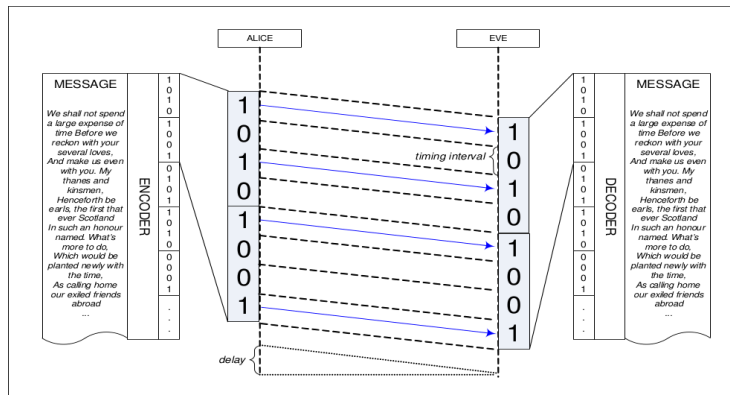 ALICE
EVE
MESSAGE
We shall not spend
a large expense of
time Before we
reckon with your
several loves,
And make us even
with you. My
thanes and
kinsmen,
Henceforth be
earls, the first that
ever Scotland
In such an honour
named. What's
more to do,
Which would be
planted newly with
the time,
As calling home
our exiled friends
abroad
...
ENCODER
1
0
1
0
1
0
0
1
0
1
0
1
1
0
1
0
0
0
0
1
.
.
.
1
0
1
0
1
0
0
1
timing interval
delay
1
0
1
0
1
0
0
1
1
0
1
0
1
0
0
1
0
1
0
1
1
0
1
0
0
0
0
1
.
.
.
DECODER
MESSAGE
We shall not spend
a large expense of
time Before we
reckon with your
several loves,
And make us even
with you. My
thanes and
kinsmen,
Henceforth be
earls, the first that
ever Scotland
In such an honour
named. What's
more to do,
Which would be
planted newly with
the time,
As calling home
our exiled friends
abroad
...